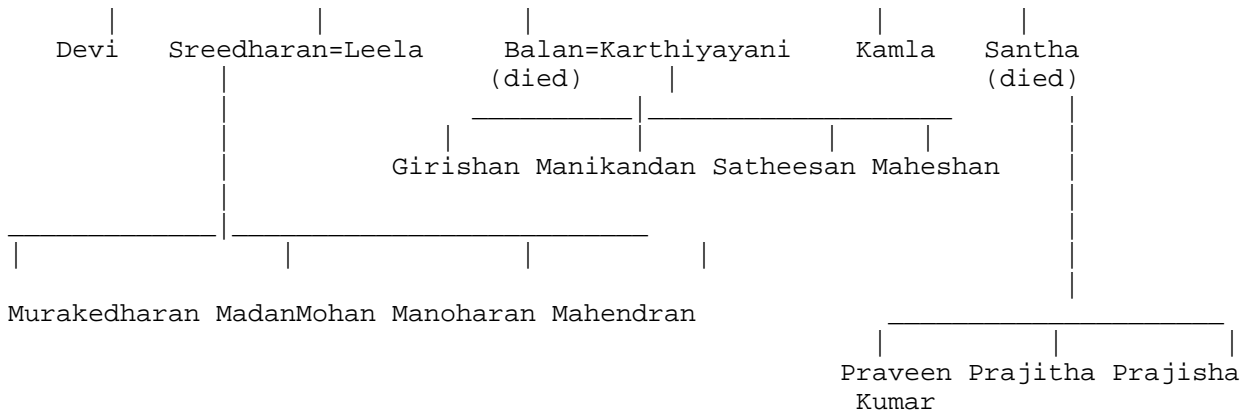 Devi Sreedharan=Leela Balan=Karthiyayani Kamla Santha
(died) (died)
Girishan Manikandan Satheesan Maheshan
Murakedharan MadanMohan Manoharan Mahendran
Praveen Prajitha Prajisha
Kumar